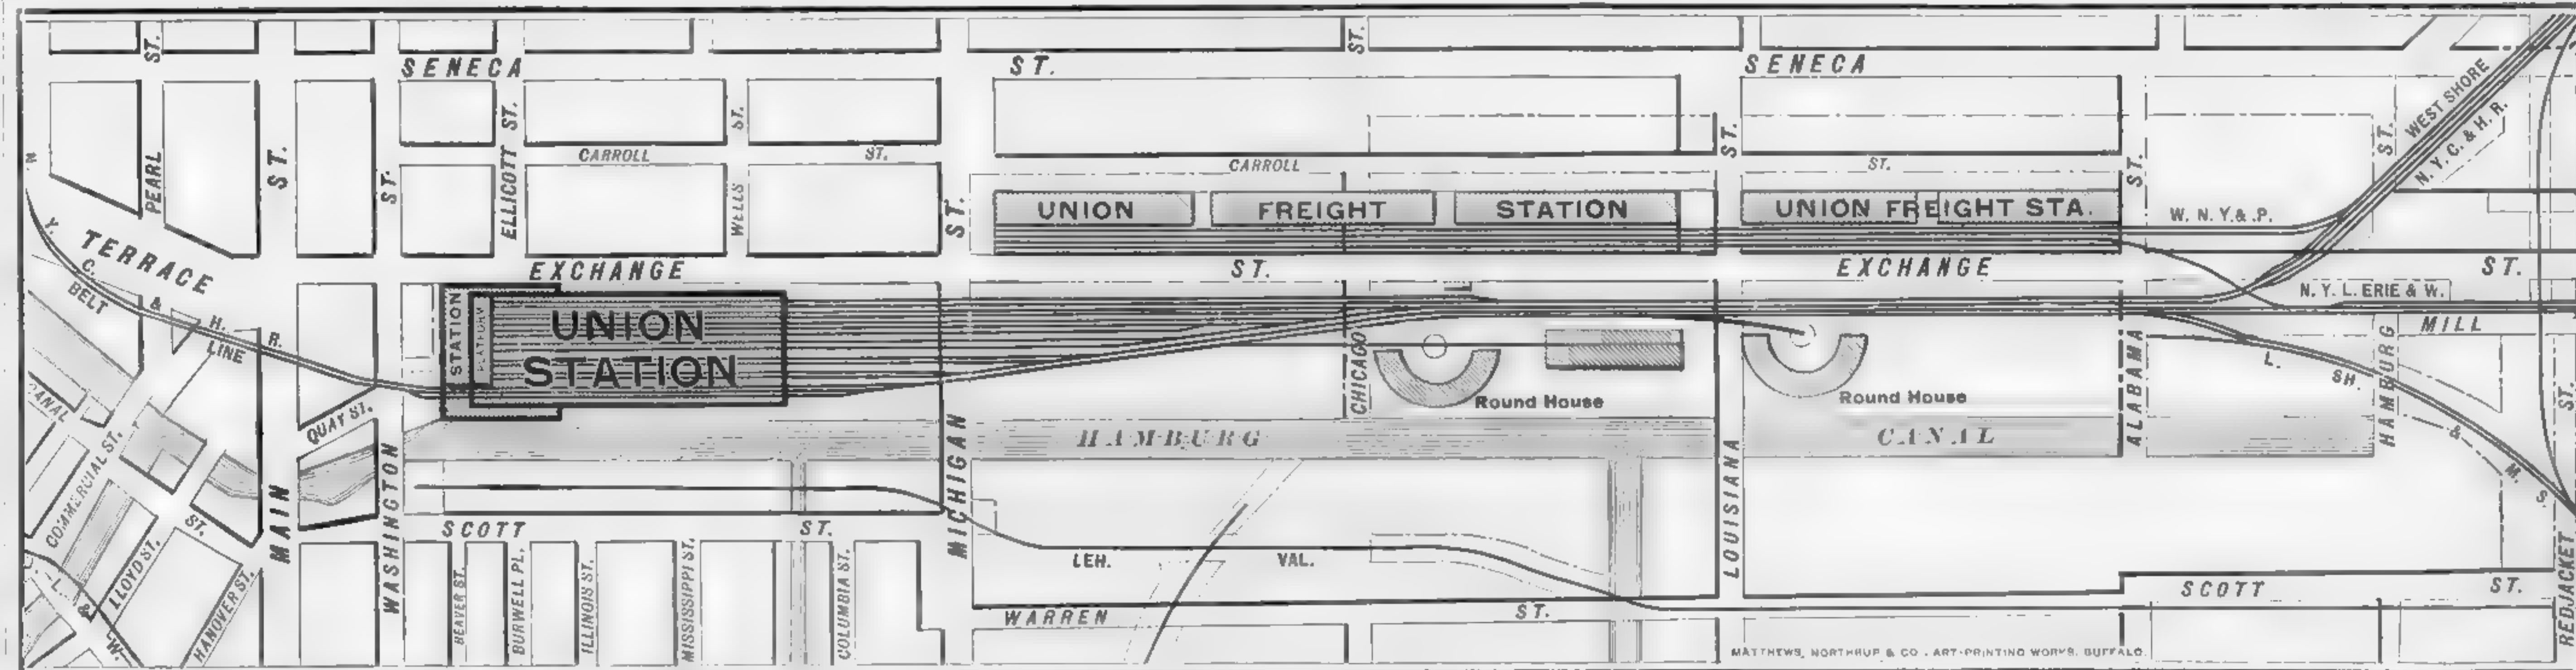 ST.
ST.
SENECA
ST.
SENECA
PEARL
ST.
ST.
ELLICOTT ST.
CARROLL
WELLS
ST.
ST.
ST.
CARROLL
ST.
ST.
ST.
ST.
WEST SHORE
N. Y. C. & H. R.
UNION
FREIGHT
STATION
UNION FREIGHT STA.
W. N. Y. & P.
N. Y. C. & H. R.
BELT
LINE
TERRACE
EXCHANGE
ST.
EXCHANGE
ST.
N. Y. L. ERIE & W.
MILL
STATION
PLATFORM
UNION
STATION
CHICAGO
Round House
Round House
ALABAMA
HAMBURG
L. SH. & M. S.
ST.
CANAL
QUAY ST.
HAMBURG
CANAL
COMMERCIAL ST.
ST.
LLOYD ST.
HANOVER ST.
MAIN
WASHINGTON
MICHIGAN
LOUISIANA
SCOTT
ST.
BEAVER ST.
BURWELL PL.
ILLINOIS ST.
MISSISSIPPI ST.
COLUMBIA ST.
LEH.
VAL.
WARREN
ST.
SCOTT
ST.
REDJACKET
L. & W.
MATTHEWS, NORTHRUP & CO. ART-PRINTING WORKS, BUFFALO.